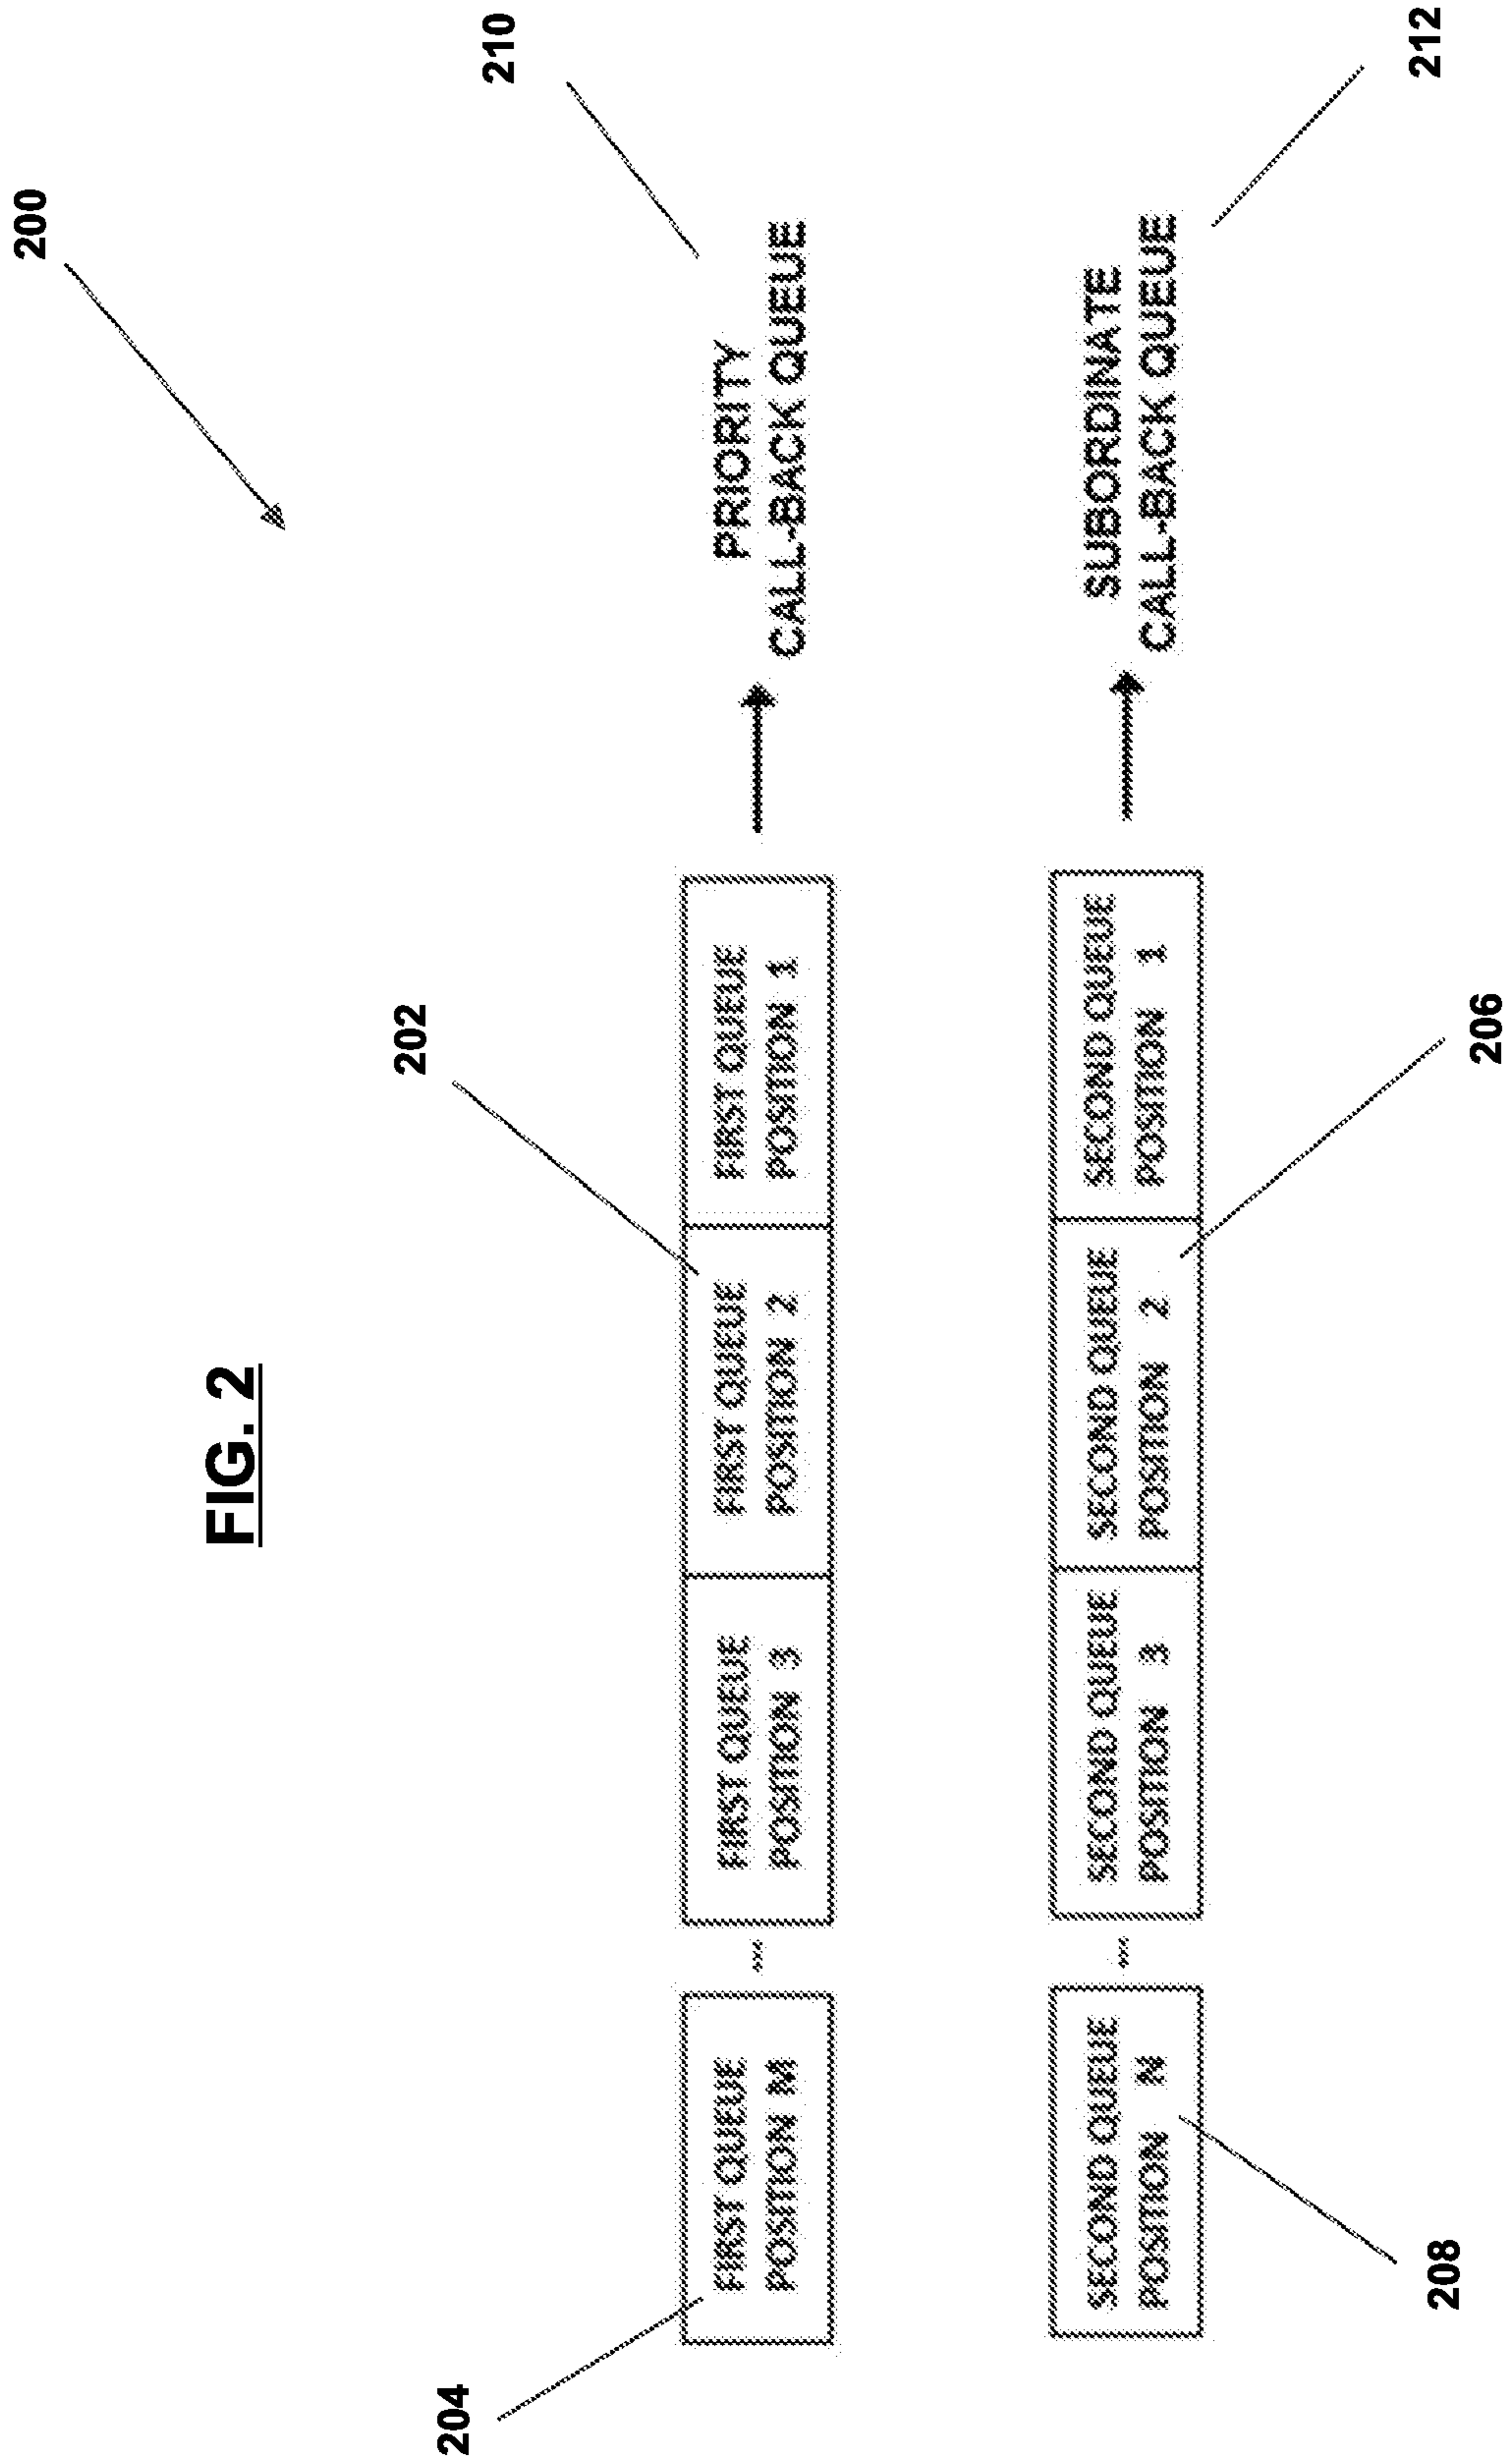 FIG. 2
200
210
202
204
FIRST QUEUE
POSITION M
---
FIRST QUEUE
POSITION 3
FIRST QUEUE
POSITION 2
FIRST QUEUE
POSITION 1
PRIORITY
CALL-BACK QUEUE
SECOND QUEUE
POSITION N
---
SECOND QUEUE
POSITION 3
SECOND QUEUE
POSITION 2
SECOND QUEUE
POSITION 1
SUBORDINATE
CALL-BACK QUEUE
208
206
212